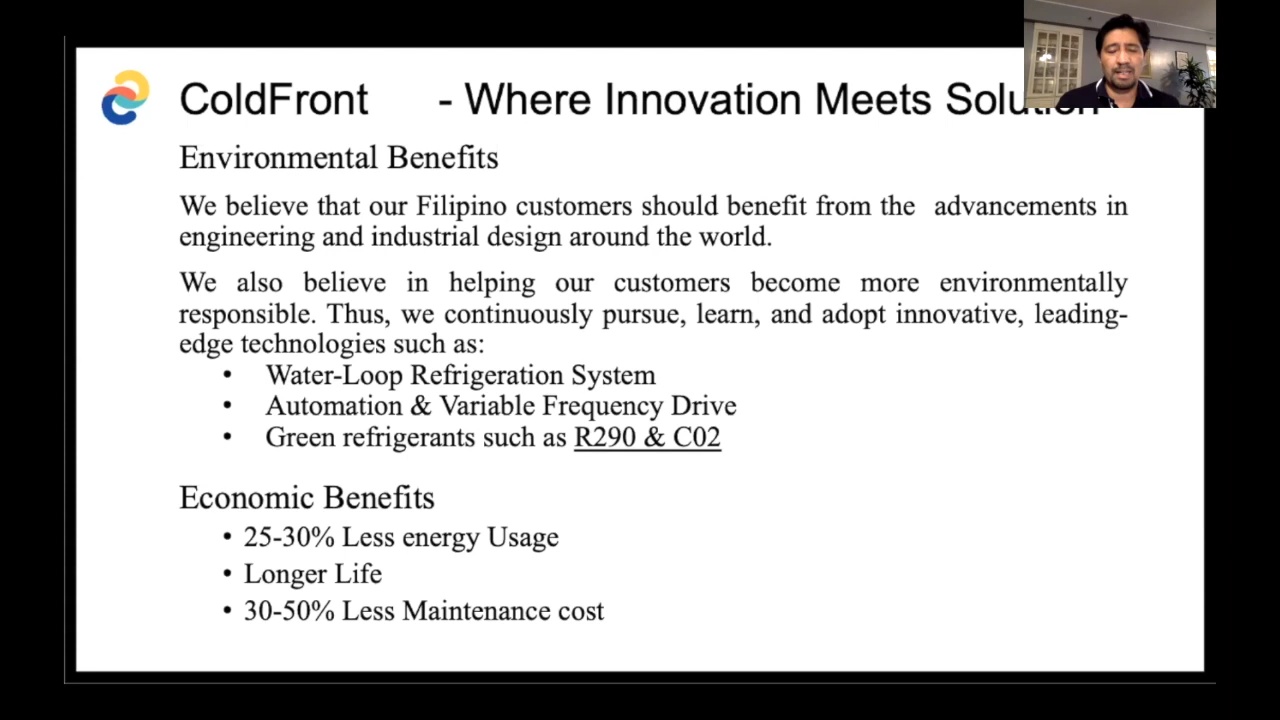 ColdFront - Where Innovation Meets Solution
Environmental Benefits
We believe that our Filipino customers should benefit from the advancements in
engineering and industrial design around the world.
We also believe in helping our customers become more environmentally
responsible. Thus, we continuously pursue, learn, and adopt innovative, leading-
edge technologies such as:
• Water-Loop Refrigeration System
• Automation & Variable Frequency Drive
• Green refrigerants such as R290 & C02
Economic Benefits
• 25-30% Less energy Usage
• Longer Life
• 30-50% Less Maintenance cost